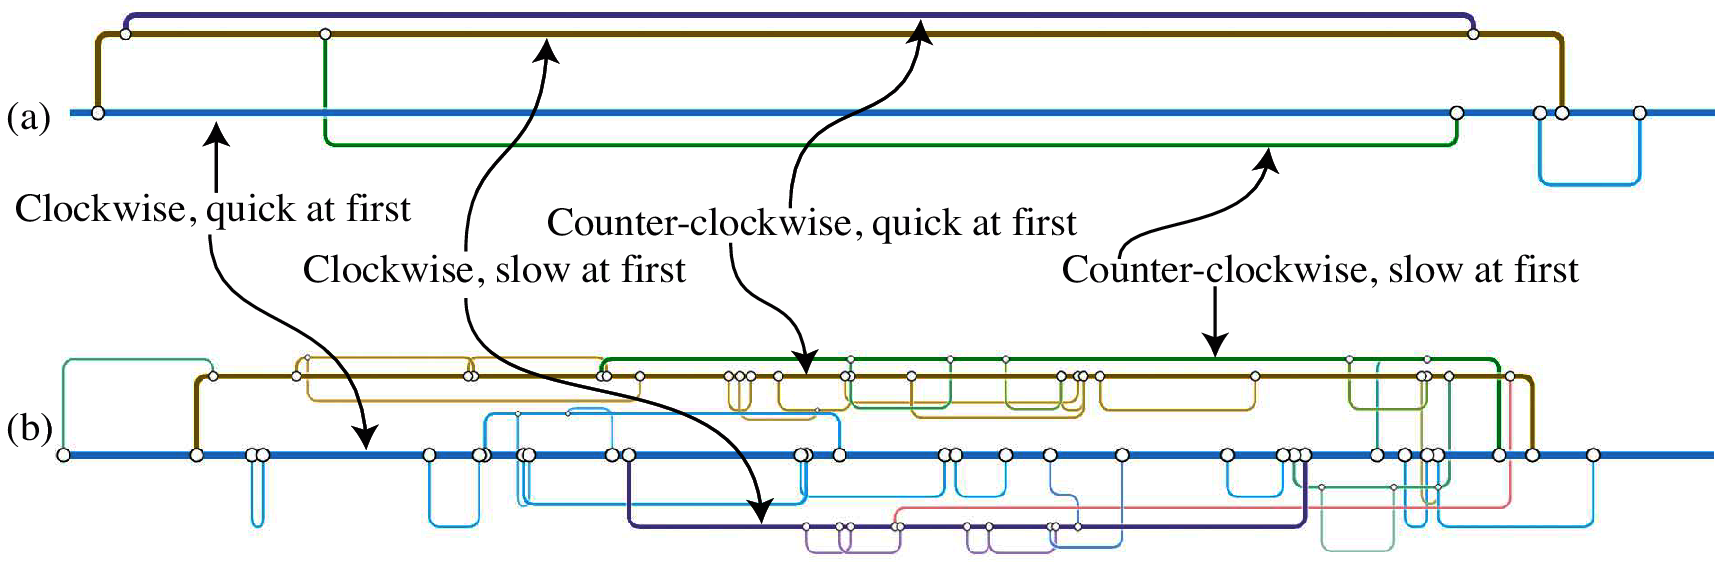 (a)
Clockwise, quick at first
Counter-clockwise, quick at first
Clockwise, slow at first
Counter-clockwise, slow at first
(b)